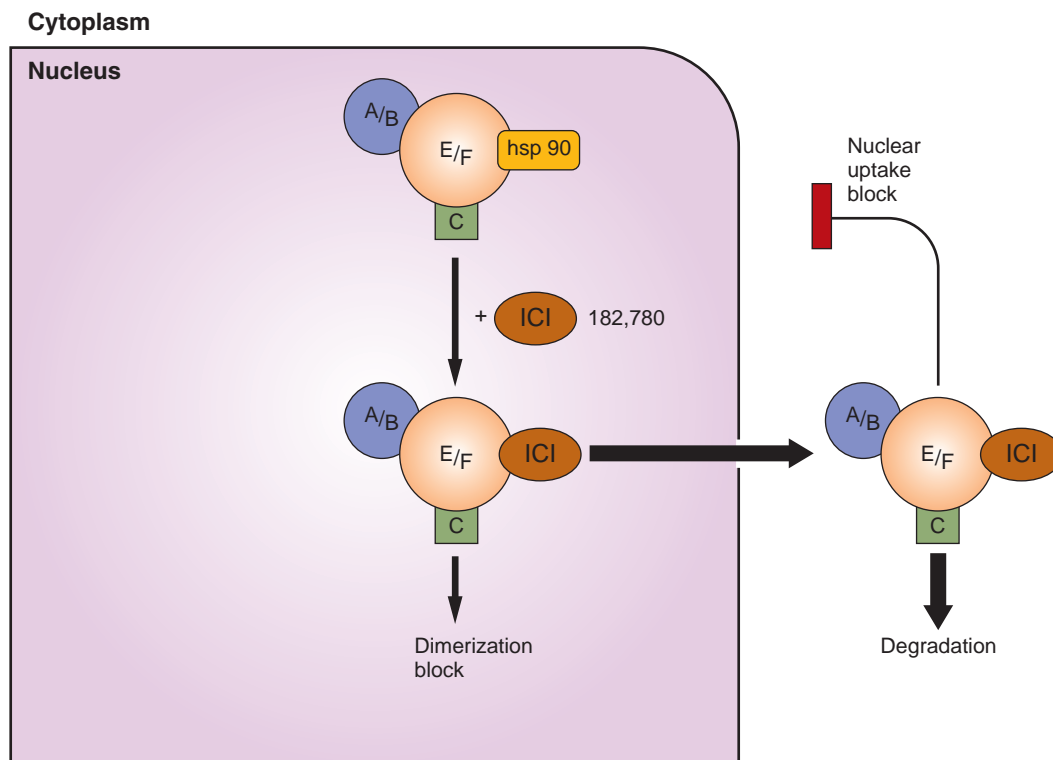 Cytoplasm
Nucleus
A/B
E/F
hsp 90
C
+ ICI 182,780
A/B
E/F
ICI
C
Dimerization
block
Nuclear
uptake
block
A/B
E/F
ICI
C
Degradation